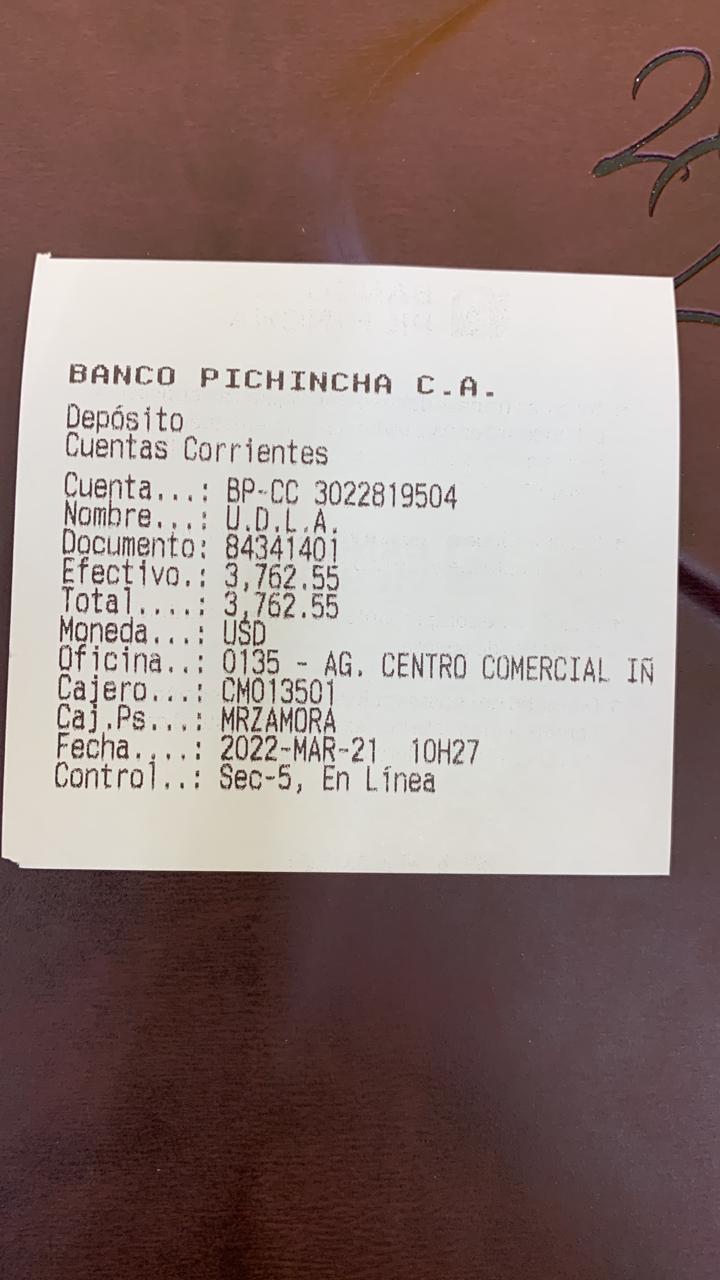 BANCO PICHINCHA C.A.
Depósito
Cuentas Corrientes
Cuenta...: BP-CC 3022819504
Nombre...: U.D.L.A.
Documento: 84341401
Efectivo.: 3,762.55
Total....: 3,762.55
Moneda...: USD
Oficina..: 0135 - AG. CENTRO COMERCIAL IÑ
Cajero...: CM013501
Caj.Ps...: MRZAMORA
Fecha....: 2022-MAR-21  10H27
Control..: Sec-5, En Línea